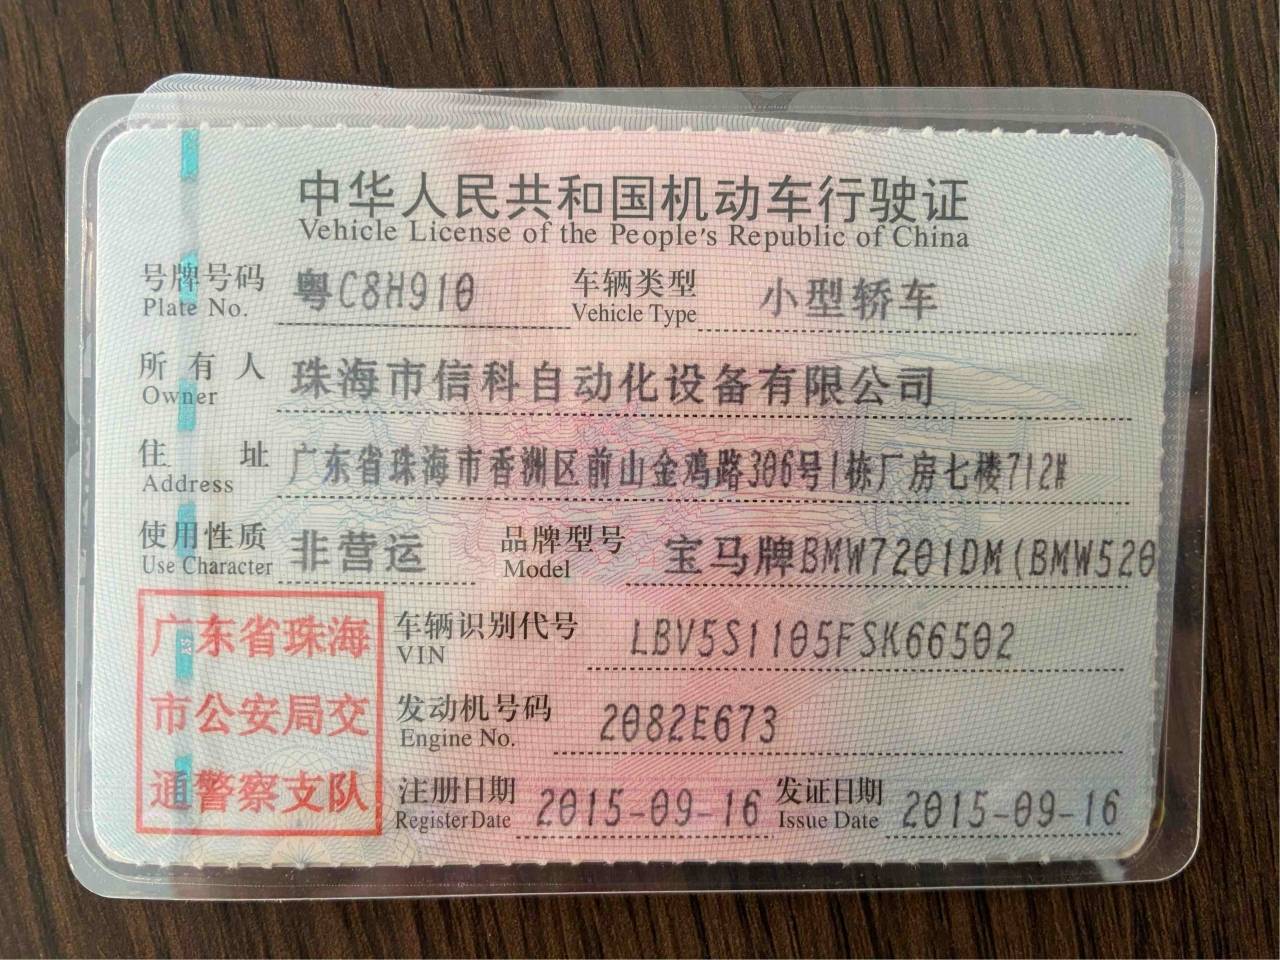 中华人民共和国机动车行驶证
Vehicle License of the People's Republic of China
号牌号码 粤C8H910 车辆类型 小型轿车
Plate No. Vehicle Type
所有人 珠海市信科自动化设备有限公司
Owner
住址 广东省珠海市香洲区前山金鸡路306号1栋厂房七楼712#
Address
使用性质 非营运 品牌型号 宝马牌BMW7201DM(BMW520
Use Character Model
广东省珠海
市公安局交
通警察支队
车辆识别代号 LBV5S1105FSK66502
VIN
发动机号码 2082E673
Engine No.
注册日期 2015-09-16 发证日期 2015-09-16
Register Date Issue Date